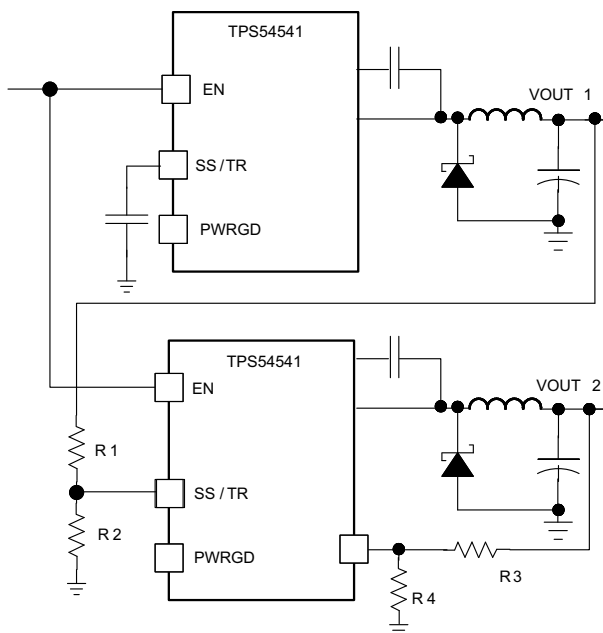 TPS54541
EN
VOUT 1
SS/TR
PWRGD
TPS54541
EN
VOUT 2
R1
SS/TR
R2
PWRGD
R3
R4